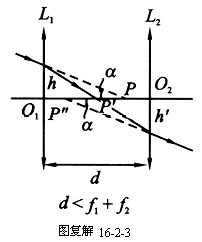 L₁ L₂
α
h P O₂
O₁ P″ α P′ h′
d
d < f₁ + f₂
图复解 16-2-3